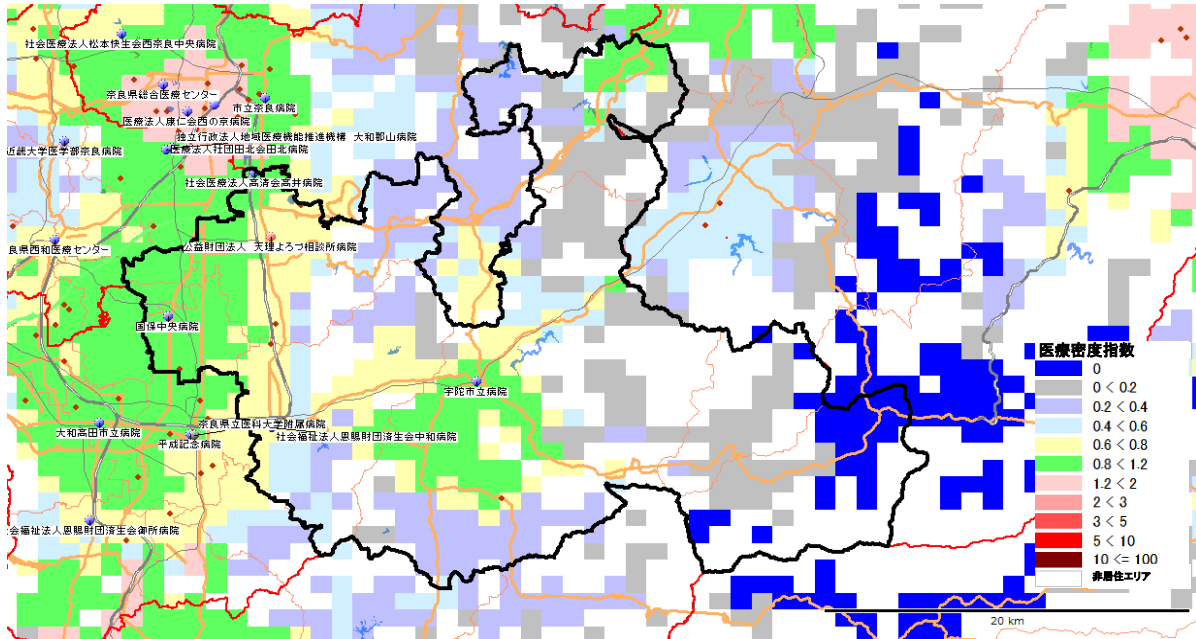 社会医療法人松本快生会西奈良中央病院
奈良県総合医療センター
市立奈良病院
医療法人康仁会西の京病院
独立行政法人地域医療機能推進機構 大和郡山病院
近畿大学医学部奈良病院
医療法人社団田北会田北病院
社会医療法人高清会高井病院
公益財団法人 天理よろづ相談所病院
良県西和医療センター
国保中央病院
宇陀市立病院
奈良県立医科大学附属病院
大和高田市立病院
平成記念病院
社会福祉法人恩賜財団済生会中和病院
会福祉法人恩賜財団済生会御所病院
医療密度指数
0
0 < 0.2
0.2 < 0.4
0.4 < 0.6
0.6 < 0.8
0.8 < 1.2
1.2 < 2
2 < 3
3 < 5
5 < 10
10 <= 100
非居住エリア
20 km